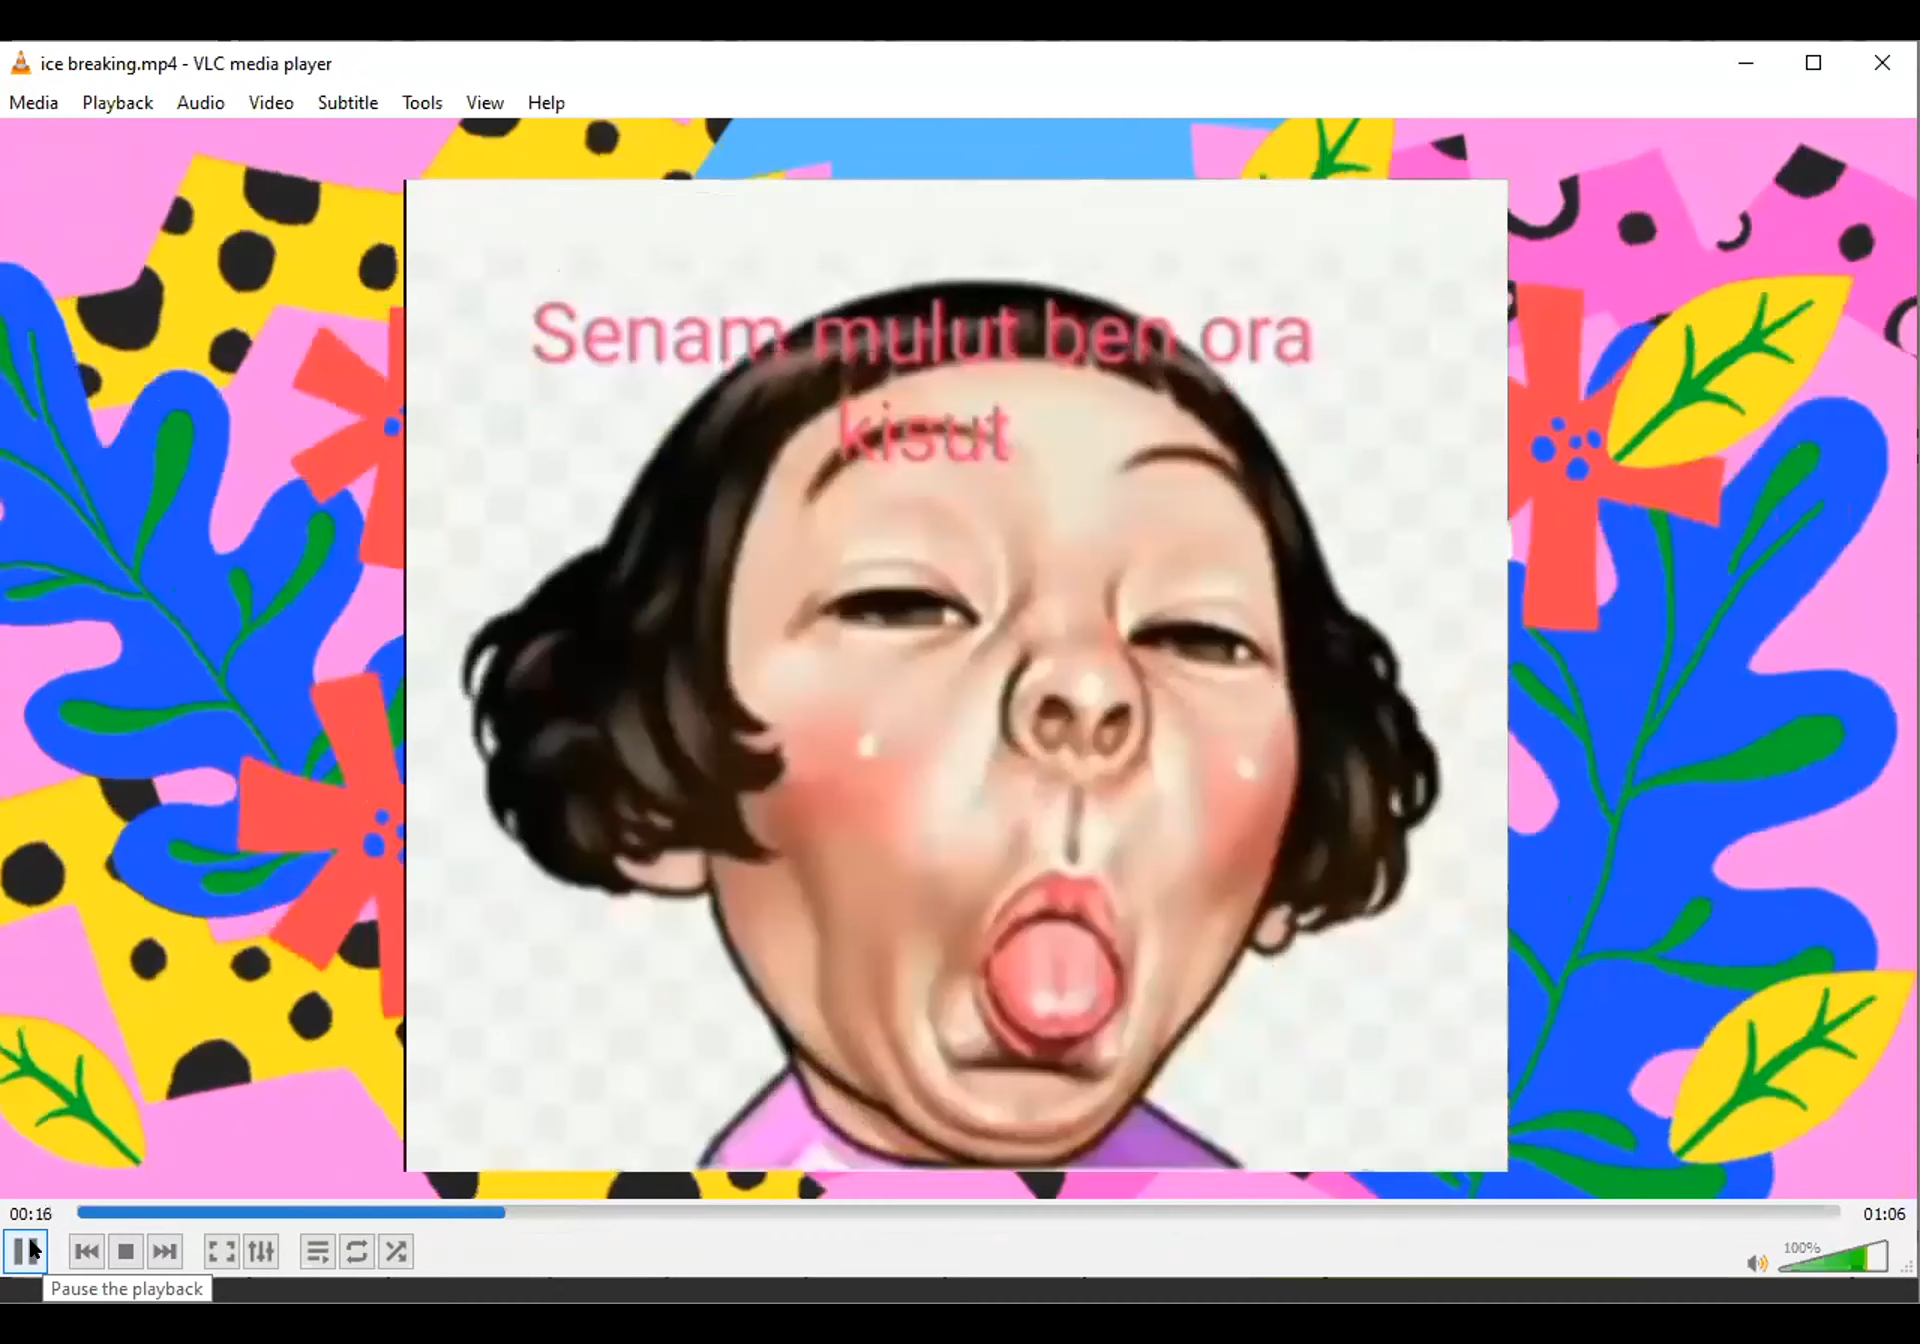 ice breaking.mp4 - VLC media player
Media Playback Audio Video Subtitle Tools View Help
Senam mulut ben ora
kisut
00:16
01:06
100%
Pause the playback